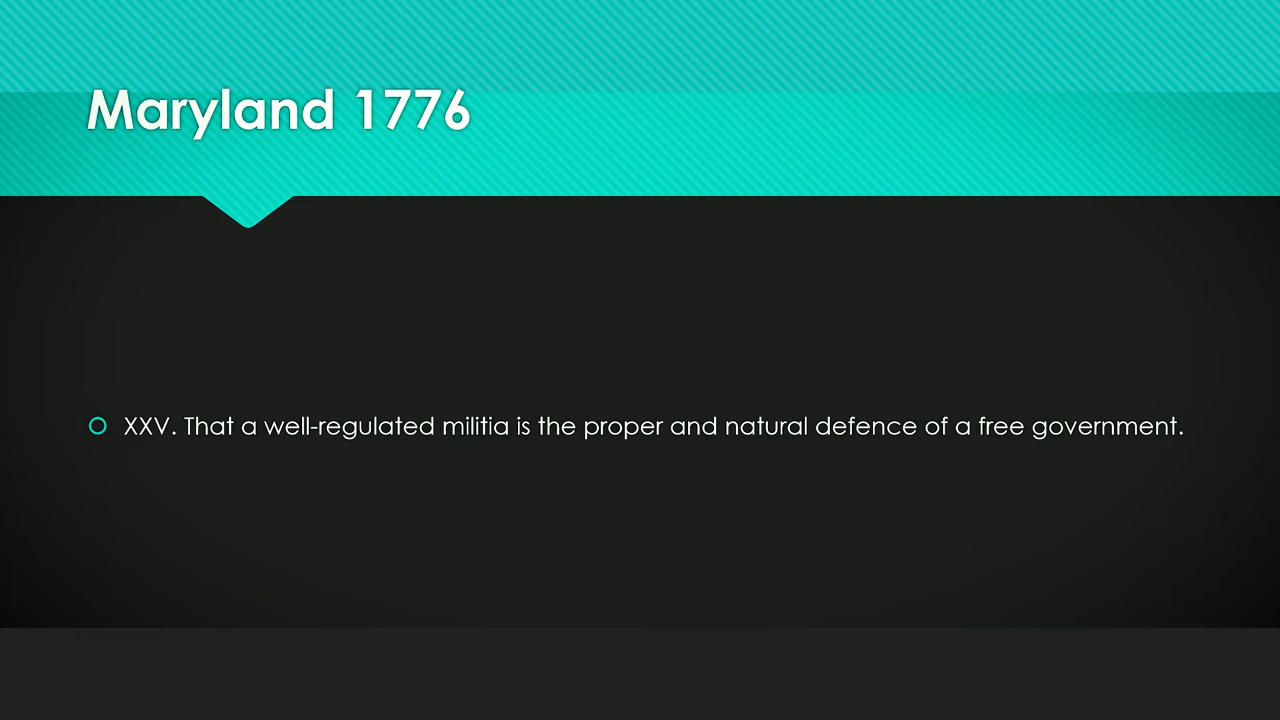 Maryland 1776
XXV. That a well-regulated militia is the proper and natural defence of a free government.